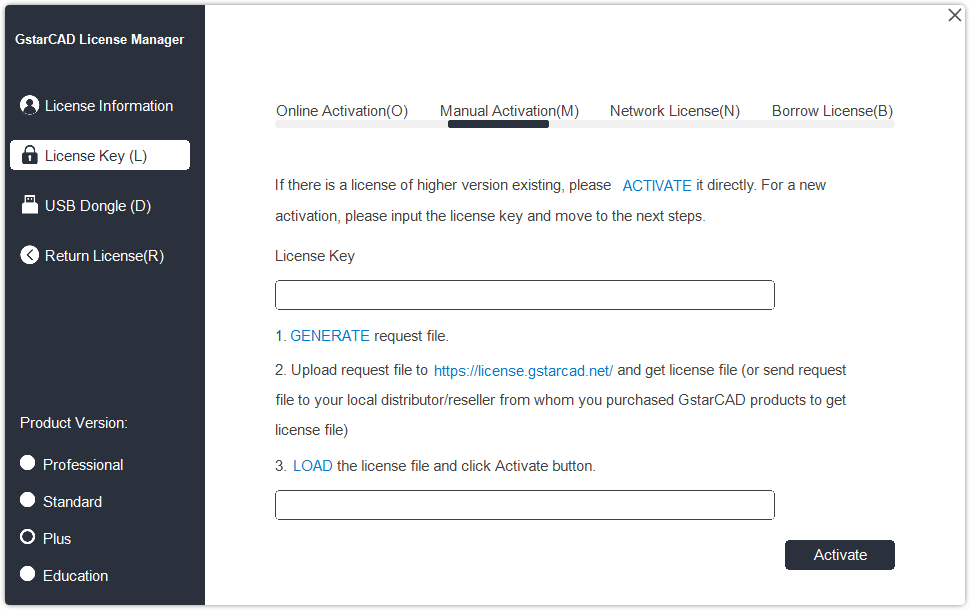 GstarCAD License Manager
License Information
License Key (L)
USB Dongle (D)
Return License(R)
Product Version:
Professional
Standard
Plus
Education
Online Activation(O)
Manual Activation(M)
Network License(N)
Borrow License(B)
If there is a license of higher version existing, please ACTIVATE it directly. For a new
activation, please input the license key and move to the next steps.
License Key
1. GENERATE request file.
2. Upload request file to https://license.gstarcad.net/ and get license file (or send request
file to your local distributor/reseller from whom you purchased GstarCAD products to get
license file)
3. LOAD the license file and click Activate button.
Activate